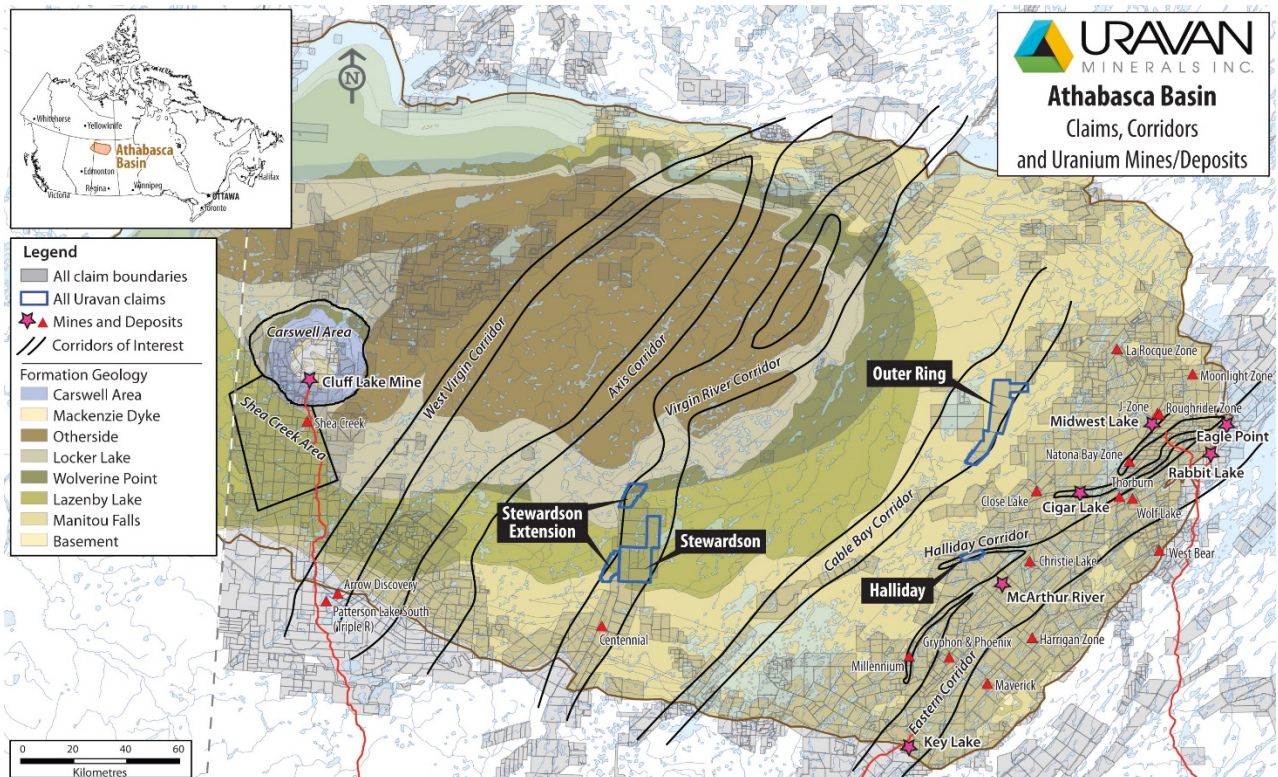 URAVAN
MINERALS INC.
Athabasca Basin
Claims, Corridors
and Uranium Mines/Deposits
Whitehorse
Yellowknife
Athabasca
Basin
Edmonton
Victoria
Regina
Winnipeg
OTTAWA
Toronto
Halifax
N
Legend
All claim boundaries
All Uravan claims
Mines and Deposits
Corridors of Interest
Formation Geology
Carswell Area
Mackenzie Dyke
Otherside
Locker Lake
Wolverine Point
Lazenby Lake
Manitou Falls
Basement
Carswell Area
Cluff Lake Mine
Shea Creek Area
Shea Creek
West Virgin Corridor
Axis Corridor
Virgin River Corridor
Outer Ring
La Rocque Zone
Moonlight Zone
J-Zone
Roughrider Zone
Midwest Lake
Eagle Point
Natona Bay Zone
Rabbit Lake
Thorburn
Close Lake
Cigar Lake
Wolf Lake
Stewardson
Extension
Stewardson
Cable Bay Corridor
Halliday Corridor
West Bear
Christie Lake
Halliday
McArthur River
Arrow Discovery
Patterson Lake South
(Triple R)
Centennial
Harrigan Zone
Gryphon & Phoenix
Millennium
Maverick
Eastern Corridor
Key Lake
0 20 40 60
Kilometres